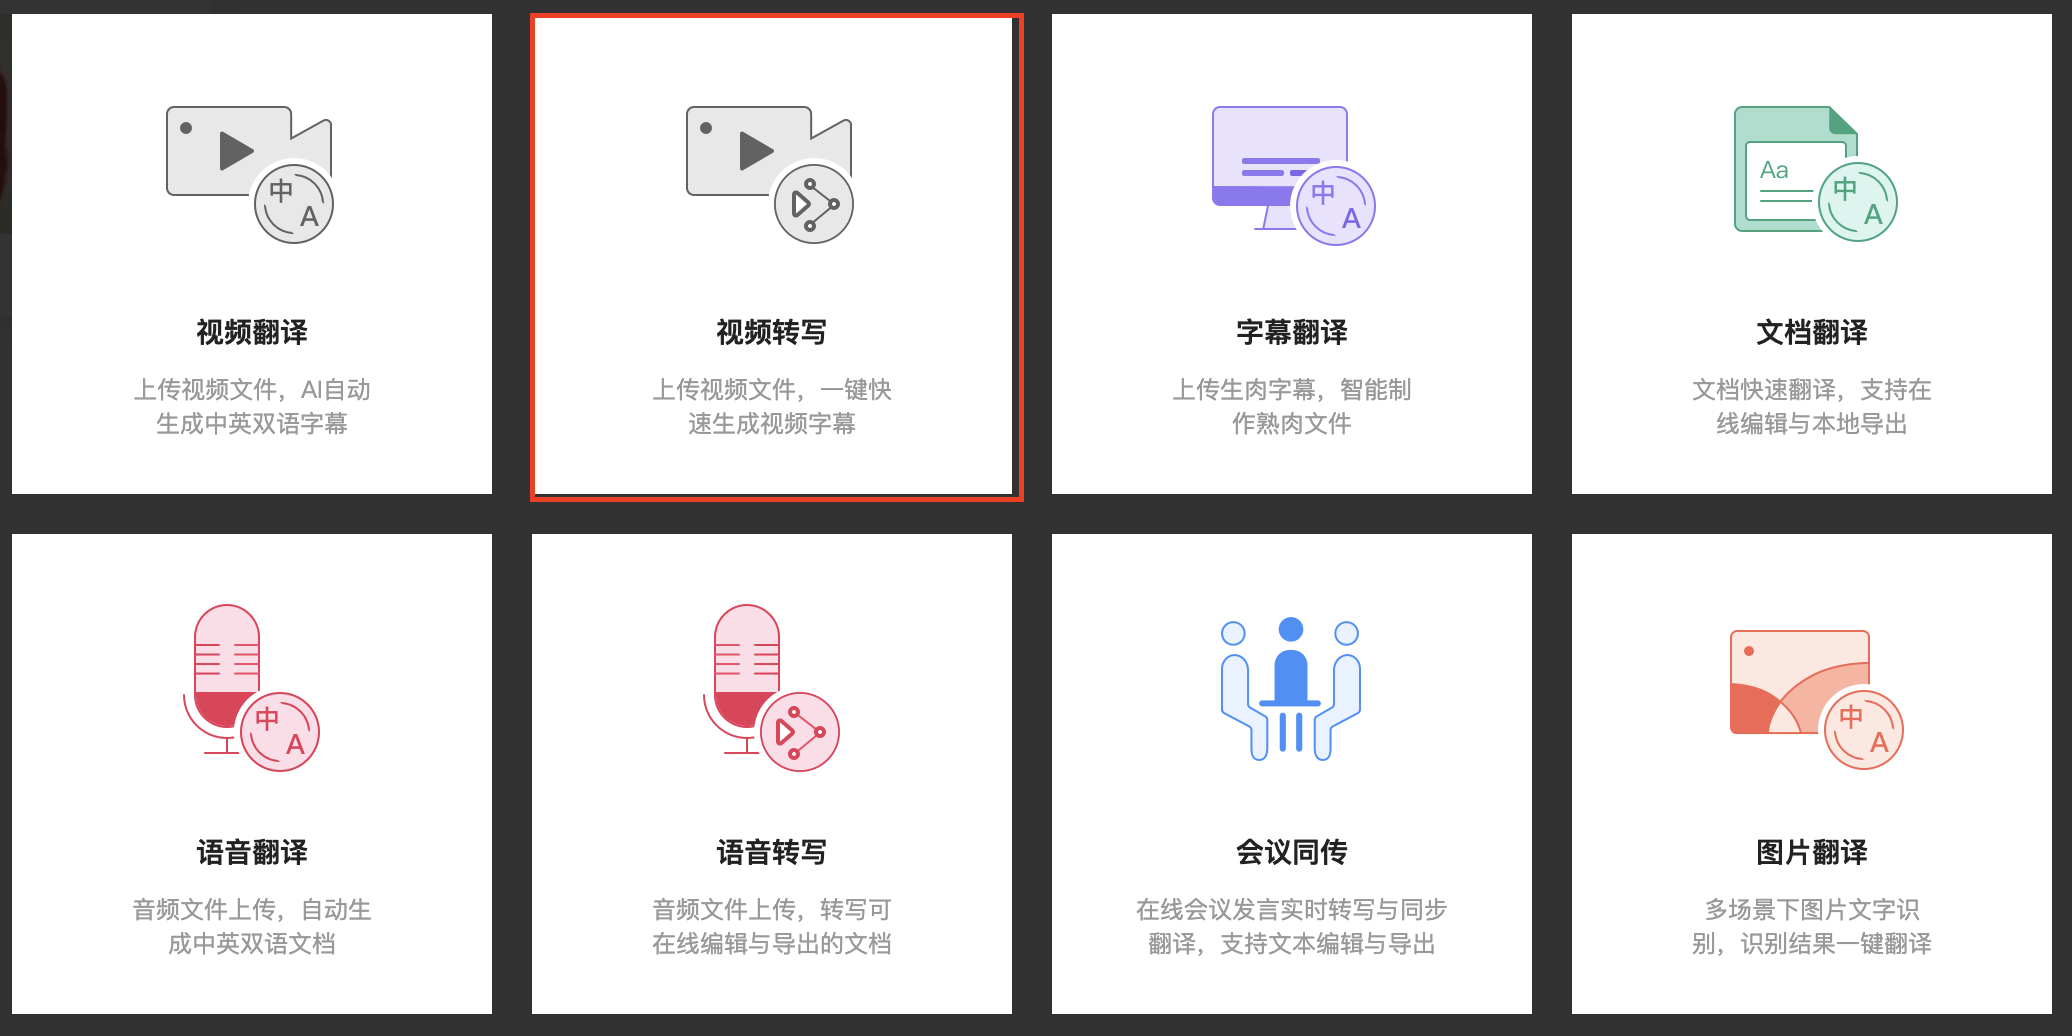 中
A
视频翻译
上传视频文件，AI自动
生成中英双语字幕
视频转写
上传视频文件，一键快
速生成视频字幕
中
A
字幕翻译
上传生肉字幕，智能制
作熟肉文件
Aa
中
A
文档翻译
文档快速翻译，支持在
线编辑与本地导出
中
A
语音翻译
音频文件上传，自动生
成中英双语文档
语音转写
音频文件上传，转写可
在线编辑与导出的文档
会议同传
在线会议发言实时转写与同步
翻译，支持文本编辑与导出
中
A
图片翻译
多场景下图片文字识
别，识别结果一键翻译